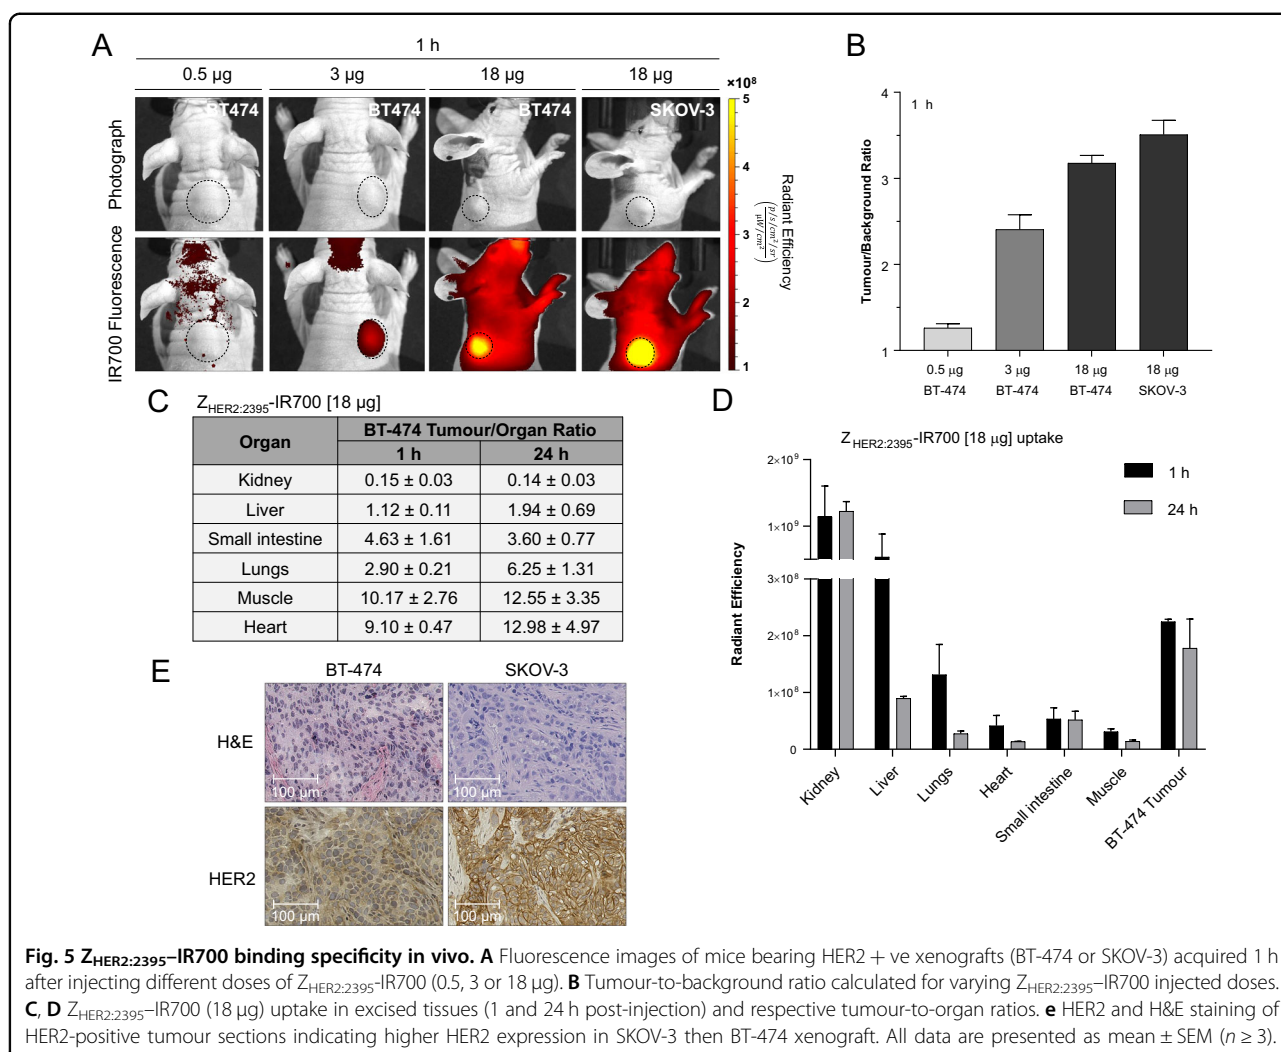 A
1 h
0.5 µg 3 µg 18 µg 18 µg
×10⁸
BT474 BT474 BT474 SKOV-3
Photograph
IR700 Fluorescence
5
4
3
2
1
Radiant Efficiency
(p/s/cm²/sr / µW/cm²)
B
1 h
Tumour/Background Ratio
4
3
2
1
0.5 µg 3 µg 18 µg 18 µg
BT-474 BT-474 BT-474 SKOV-3
C
Z_HER2:2395-IR700 [18 µg]
Organ BT-474 Tumour/Organ Ratio
1 h 24 h
Kidney 0.15 ± 0.03 0.14 ± 0.03
Liver 1.12 ± 0.11 1.94 ± 0.69
Small intestine 4.63 ± 1.61 3.60 ± 0.77
Lungs 2.90 ± 0.21 6.25 ± 1.31
Muscle 10.17 ± 2.76 12.55 ± 3.35
Heart 9.10 ± 0.47 12.98 ± 4.97
D
Z_HER2:2395-IR700 [18 µg] uptake
1 h
24 h
Radiant Efficiency
2×10⁹
1×10⁹
3×10⁸
2×10⁸
1×10⁸
0
Kidney Liver Lungs Heart Small intestine Muscle BT-474 Tumour
E
BT-474 SKOV-3
H&E
100 µm 100 µm
HER2
100 µm 100 µm
Fig. 5 Z_HER2:2395–IR700 binding specificity in vivo. A Fluorescence images of mice bearing HER2 + ve xenografts (BT-474 or SKOV-3) acquired 1 h
after injecting different doses of Z_HER2:2395-IR700 (0.5, 3 or 18 µg). B Tumour-to-background ratio calculated for varying Z_HER2:2395–IR700 injected doses.
C, D Z_HER2:2395–IR700 (18 µg) uptake in excised tissues (1 and 24 h post-injection) and respective tumour-to-organ ratios. e HER2 and H&E staining of
HER2-positive tumour sections indicating higher HER2 expression in SKOV-3 then BT-474 xenograft. All data are presented as mean ± SEM (n ≥ 3).